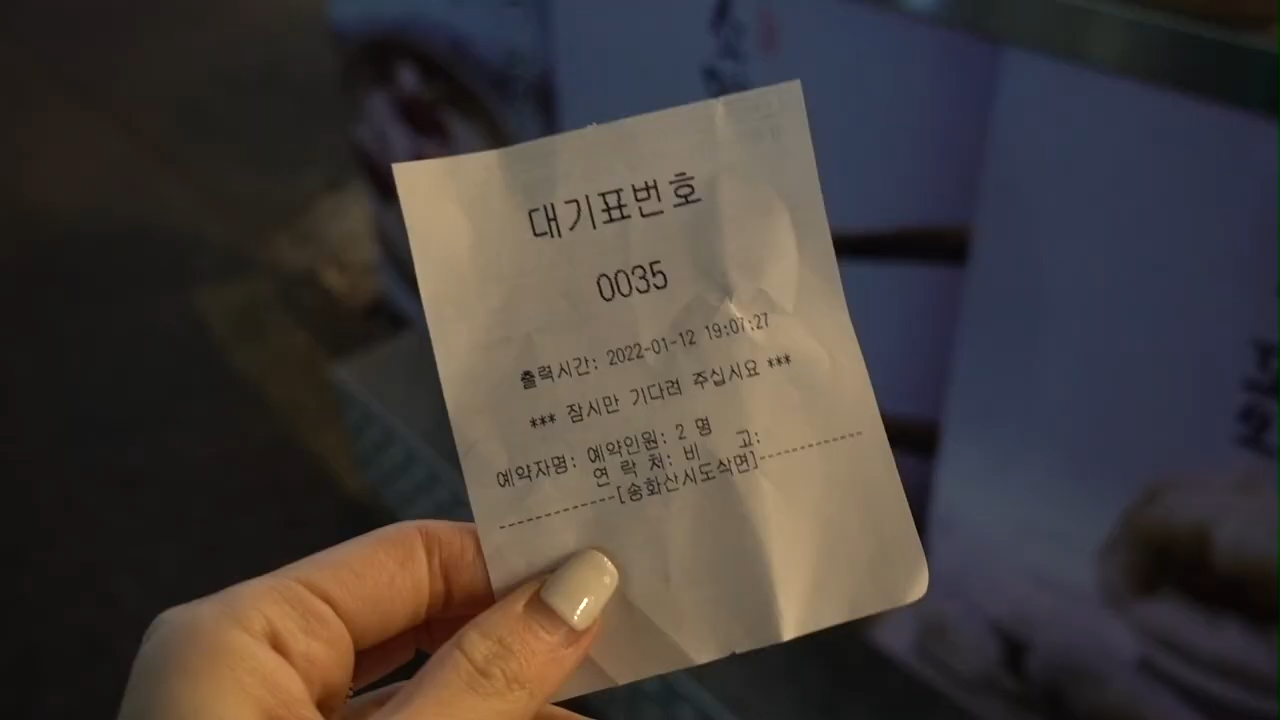 대기표번호
0035
출력시간: 2022-01-12 19:07:27
*** 잠시만 기다려 주십시요 ***
예약자명: 예약인원: 2 명
연 락 처: 비 고:
---------[송화산시도삭면]---------